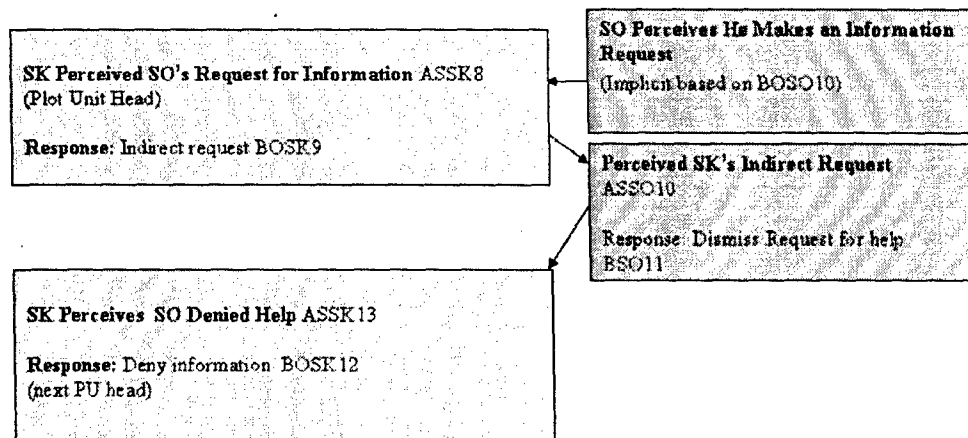 SO Perceives He Makes an Information
Request
(Implicit based on BOSO10)
SK Perceived SO's Request for Information ASSK8
(Plot Unit Head)
Response: Indirect request BOSK9
Perceived SK's Indirect Request
ASSO10
Response: Dismiss Request for help
BSO11
SK Perceives SO Denied Help ASSK13
Response: Deny information BOSK12
(next PU head)